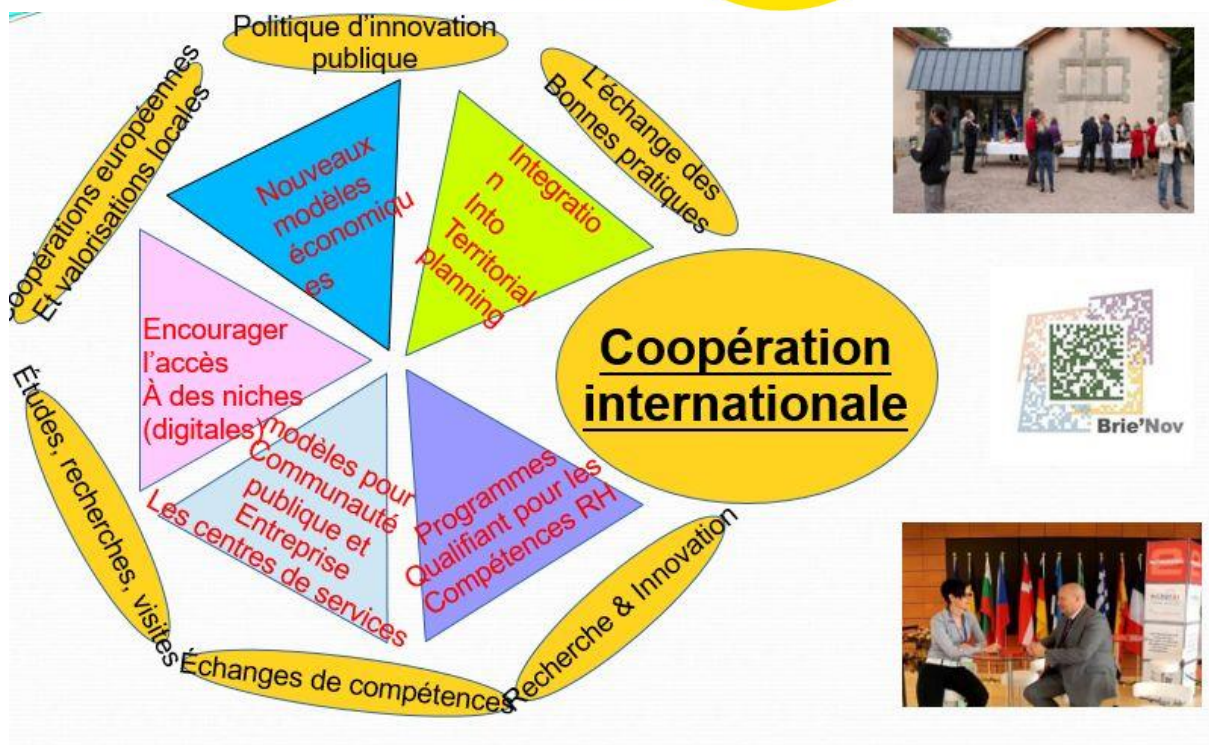 Politique d'innovation
publique
L'échange des
Bonnes pratiques
Coopération
internationale
Recherche & Innovation
Échanges de compétences
Études, recherches, visites
Coopérations européennes
Et valorisations locales
Nouveaux
modèles
économiqu
es
Integratio
n Into
Territorial
planning
Programmes
Qualifiant pour les
Compétences RH
modèles pour
Communauté
publique et
Entreprise
Les centres de services
Encourager
l'accès
À des niches
(digitales)
Brie'Nov